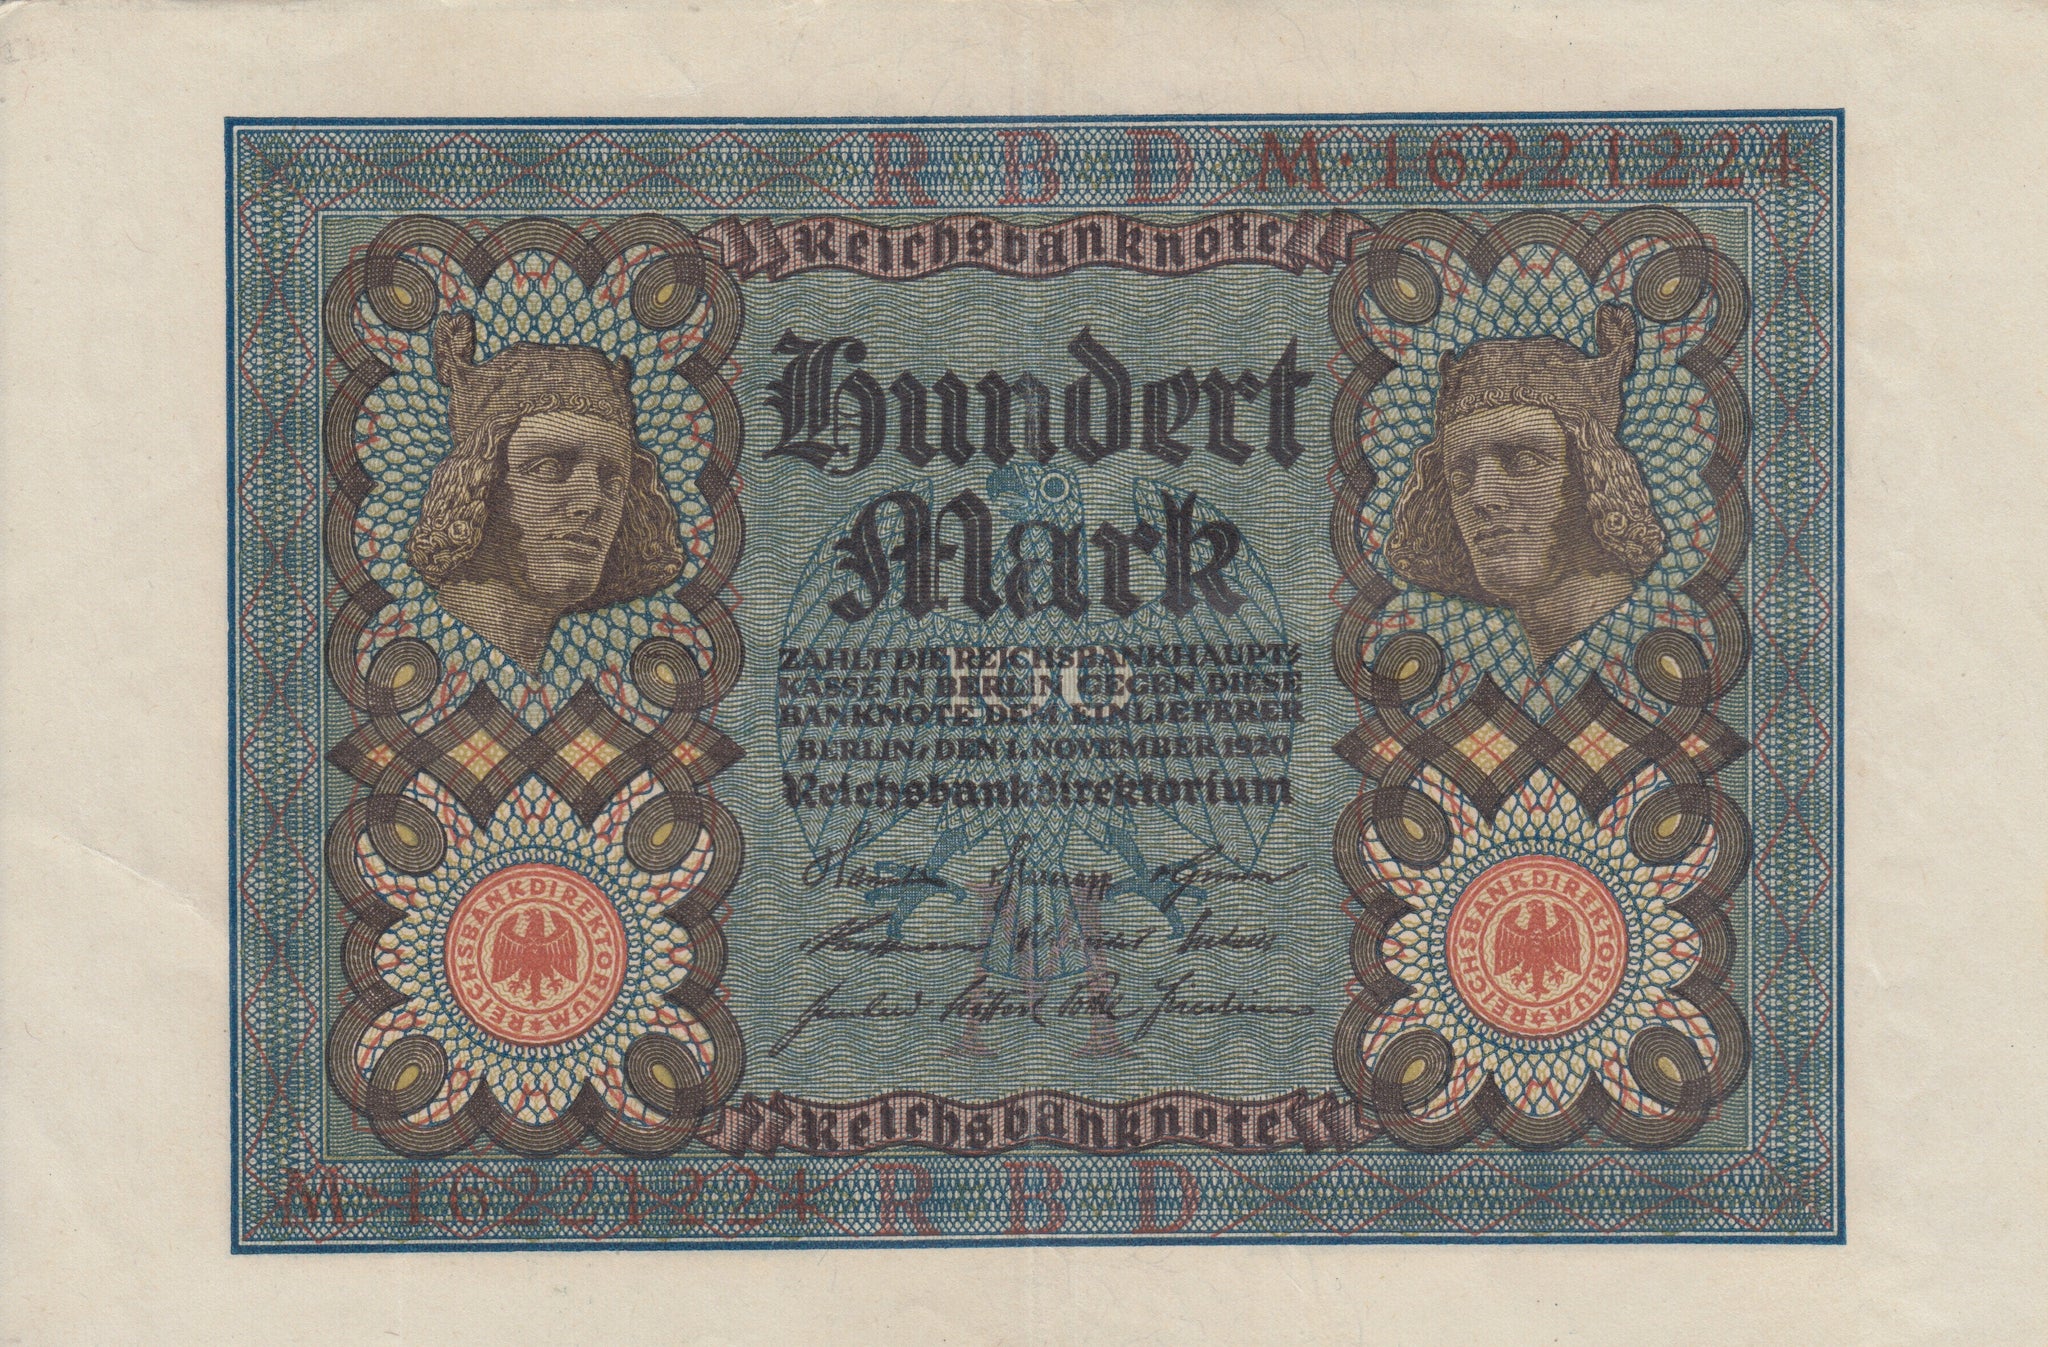 R B D M·16221224
Reichsbanknote
Hundert
Mark
100
ZAHLT DIE REICHSBANKHAUPT=
KASSE IN BERLIN GEGEN DIESE
BANKNOTE DEM EINLIEFERER
BERLIN, DEN 1. NOVEMBER 1920
Reichsbankdirektorium
REICHSBANKDIREKTORIUM
REICHSBANKDIREKTORIUM
Reichsbanknote
M·16221224 R B D